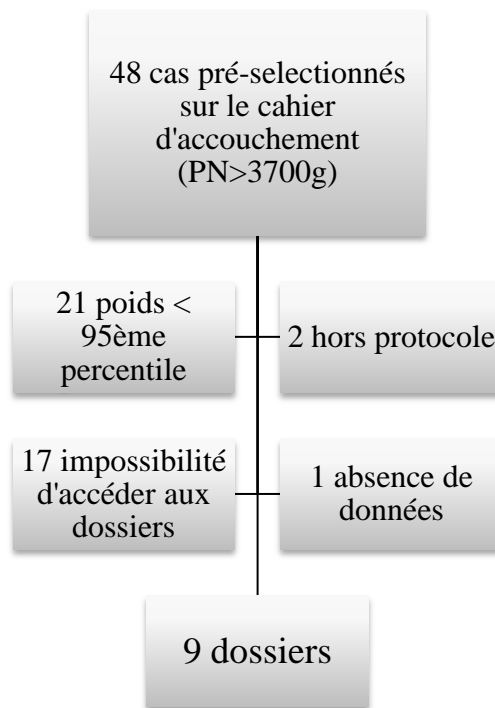 48 cas pré-selectionnés
sur le cahier
d'accouchement
(PN>3700g)
21 poids <
95ème
percentile
2 hors protocole
17 impossibilité
d'accéder aux
dossiers
1 absence de
données
9 dossiers